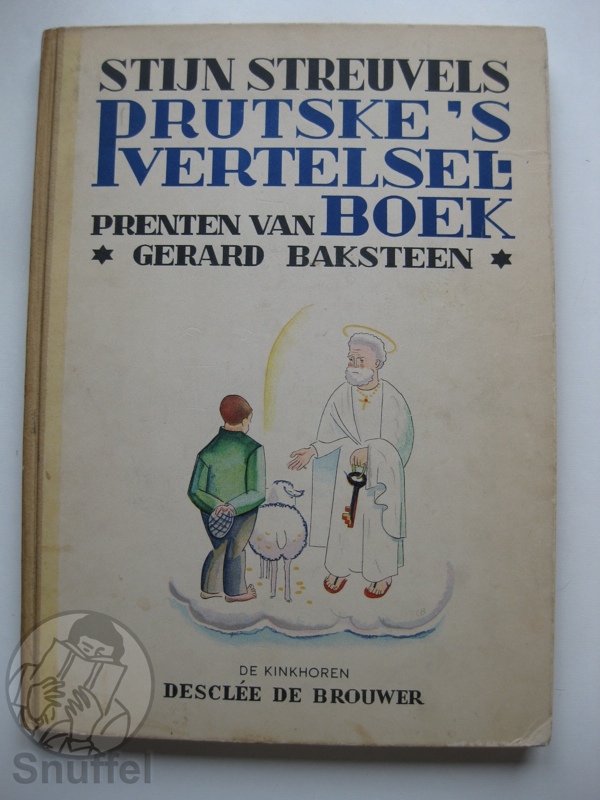 STIJN STREUVELS
PRUTSKE'S
VERTELSEL-
BOEK
PRENTEN VAN
★ GERARD BAKSTEEN ★
DE KINKHOREN
DESCLÉE DE BROUWER
Snuffel